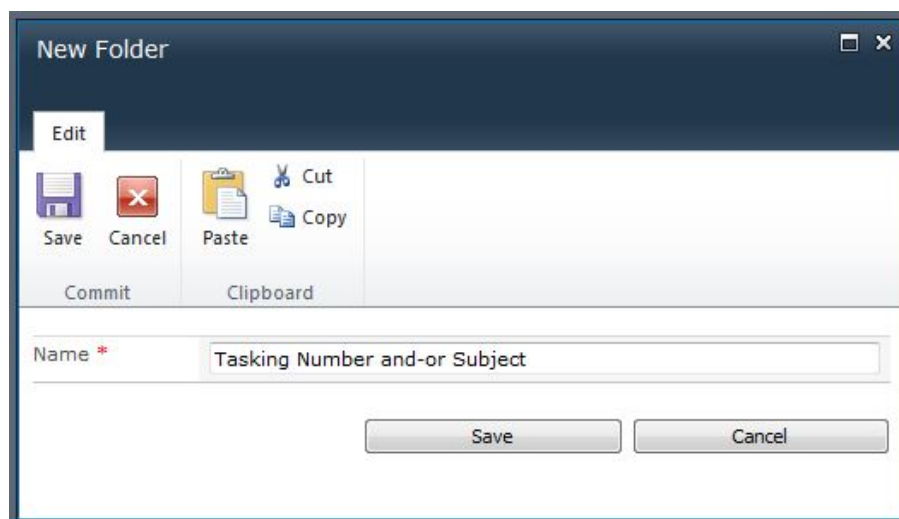 New Folder
Edit
Cut
Copy
Save Cancel Paste
Commit Clipboard
Name * Tasking Number and-or Subject
Save Cancel